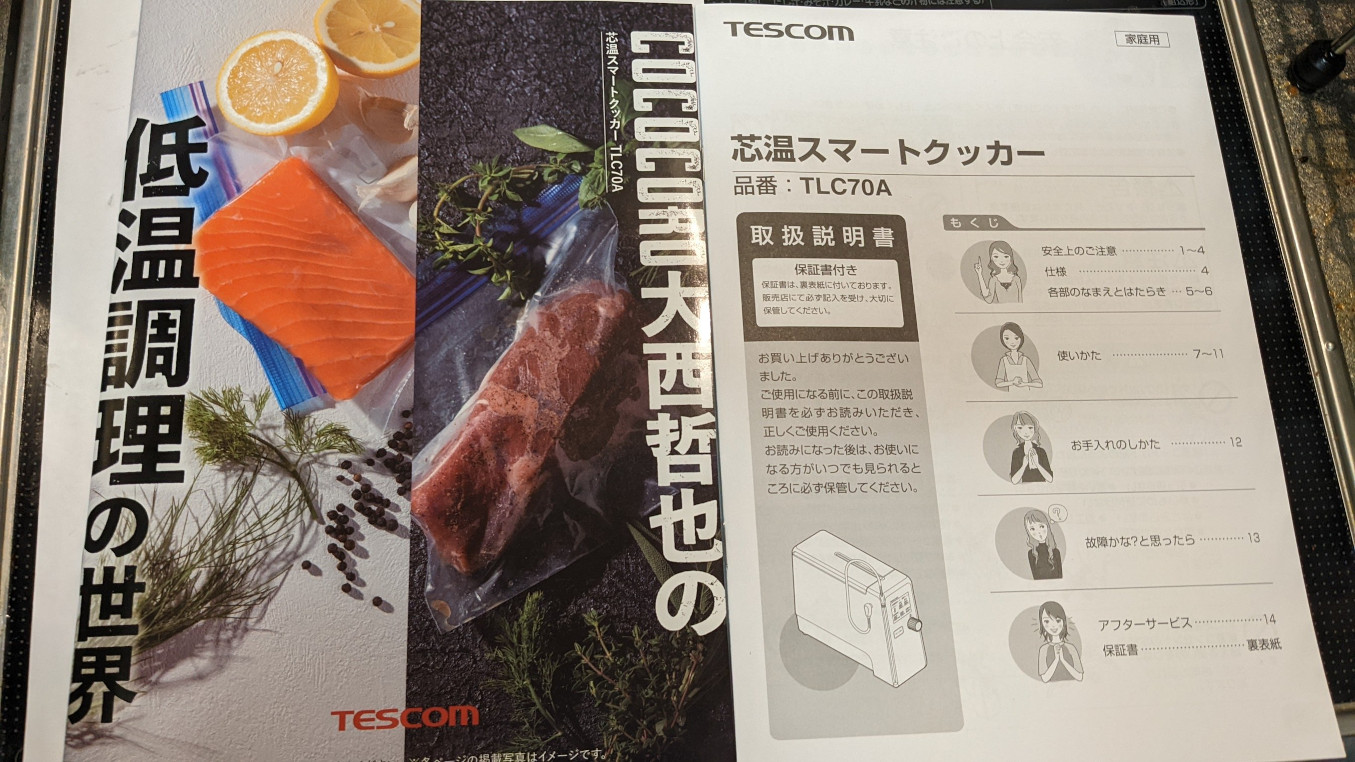 COCOCORO大西哲也の
芯温スマートクッカー TLC70A
低温調理の世界
TESCOM
※各ページの掲載写真はイメージです。
TESCOM
家庭用
芯温スマートクッカー
品番：TLC70A
取扱説明書
保証書付き
保証書は、裏表紙に付いております。
販売店にて必ず記入を受け、大切に
保管してください。
お買い上げありがとうござい
ました。
ご使用になる前に、この取扱説
明書を必ずお読みいただき、
正しくご使用ください。
お読みになった後は、お使いに
なる方がいつでも見られると
ころに必ず保管してください。
もくじ
安全上のご注意 ………… 1～4
仕様 ………………………… 4
各部のなまえとはたらき … 5～6
使いかた ………………… 7～11
お手入れのしかた ………… 12
?
故障かな?と思ったら ……… 13
アフターサービス ………… 14
保証書 ………………… 裏表紙